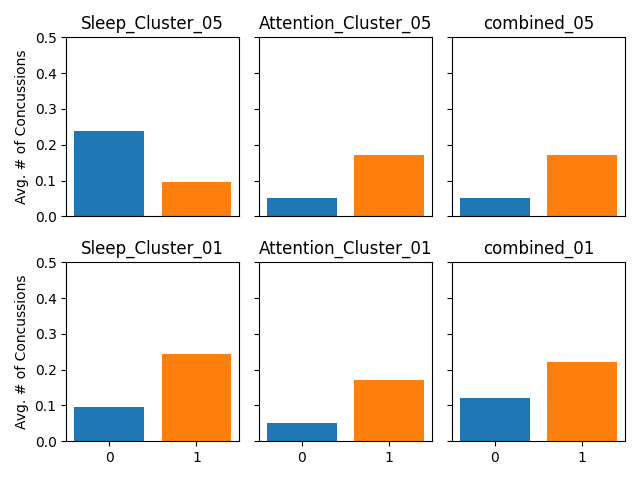 Sleep_Cluster_05 Attention_Cluster_05 combined_05
Avg. # of Concussions
0.5
0.4
0.3
0.2
0.1
0.0
Sleep_Cluster_01 Attention_Cluster_01 combined_01
Avg. # of Concussions
0.5
0.4
0.3
0.2
0.1
0.0
0 1 0 1 0 1